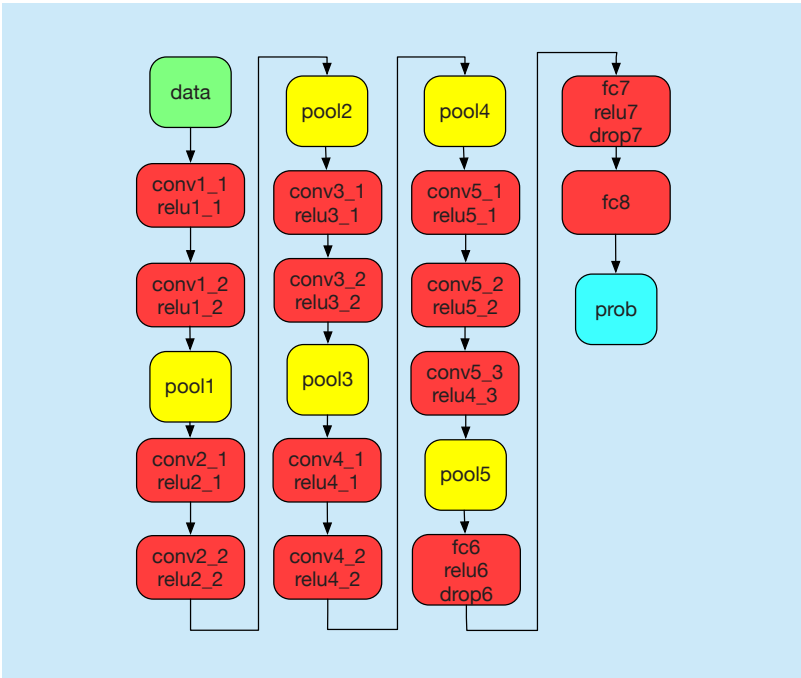 data
conv1_1
relu1_1
conv1_2
relu1_2
pool1
conv2_1
relu2_1
conv2_2
relu2_2
pool2
conv3_1
relu3_1
conv3_2
relu3_2
pool3
conv4_1
relu4_1
conv4_2
relu4_2
pool4
conv5_1
relu5_1
conv5_2
relu5_2
conv5_3
relu4_3
pool5
fc6
relu6
drop6
fc7
relu7
drop7
fc8
prob